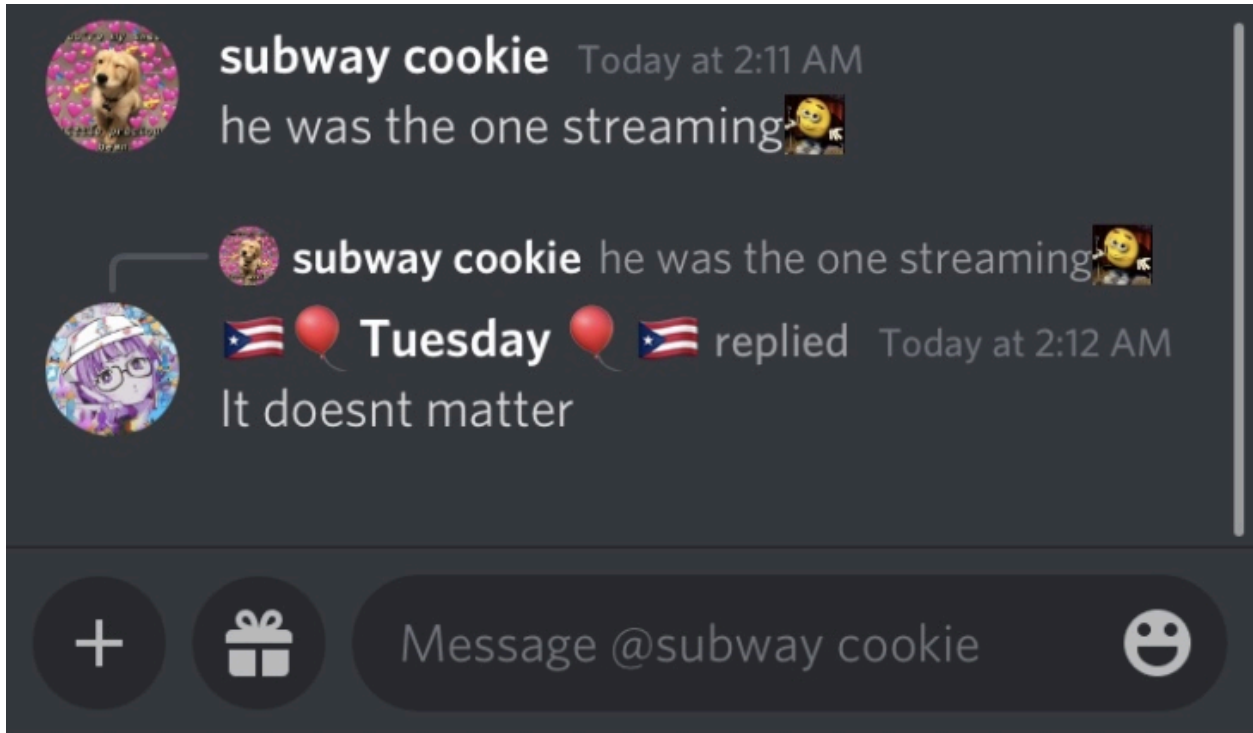 subway cookie Today at 2:11 AM
he was the one streaming
subway cookie he was the one streaming
🇵🇷🎈 Tuesday 🎈🇵🇷 replied Today at 2:12 AM
It doesnt matter
Message @subway cookie